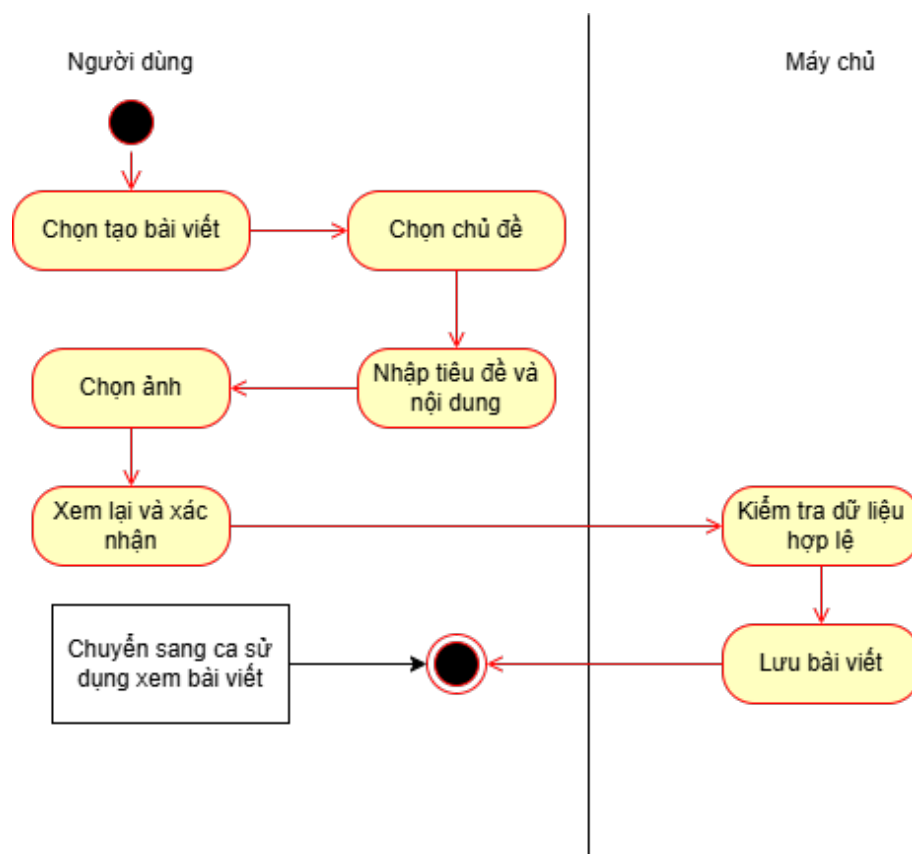 Người dùng
Máy chủ
Chọn tạo bài viết
Chọn chủ đề
Nhập tiêu đề và
nội dung
Chọn ảnh
Xem lại và xác
nhận
Kiểm tra dữ liệu
hợp lệ
Chuyển sang ca sử
dụng xem bài viết
Lưu bài viết